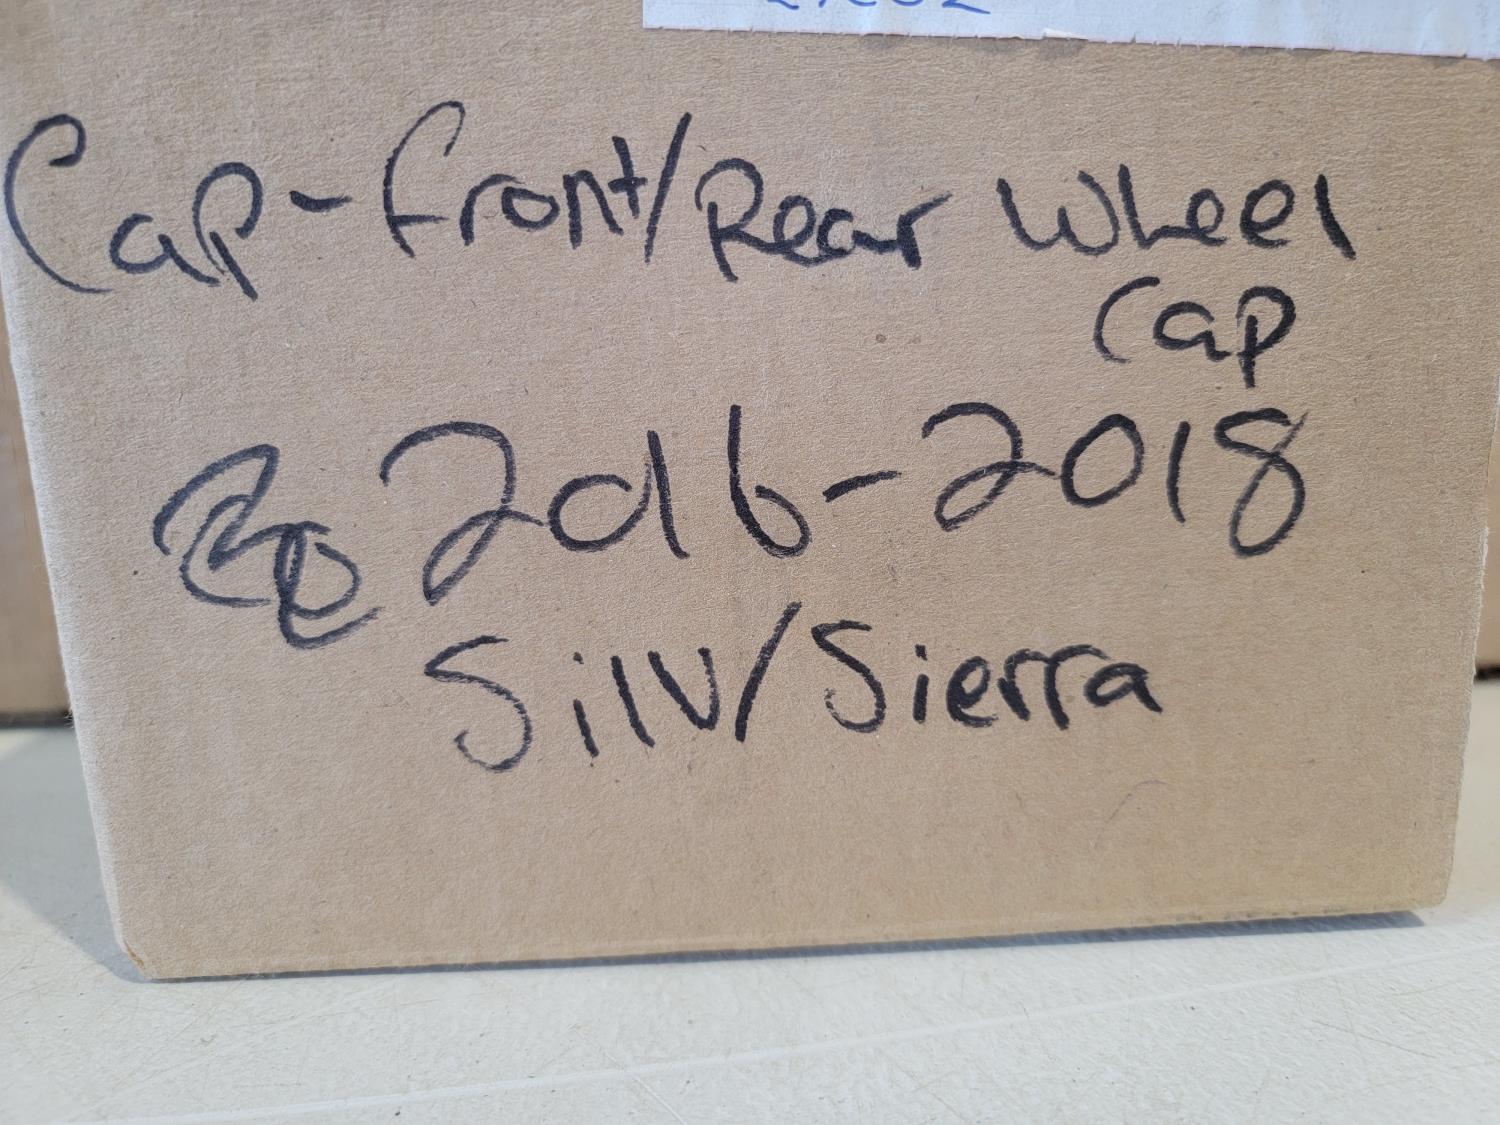 Cap-Front/Rear Wheel
Cap
2016-2018
Silv/Sierra